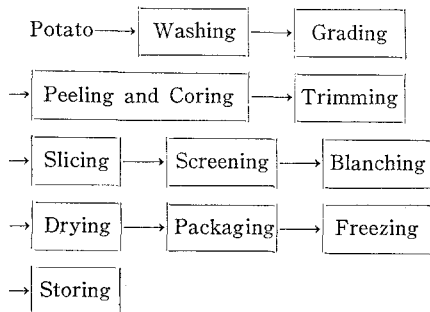 Potato → Washing → Grading
→ Peeling and Coring → Trimming
→ Slicing → Screening → Blanching
→ Drying → Packaging → Freezing
→ Storing